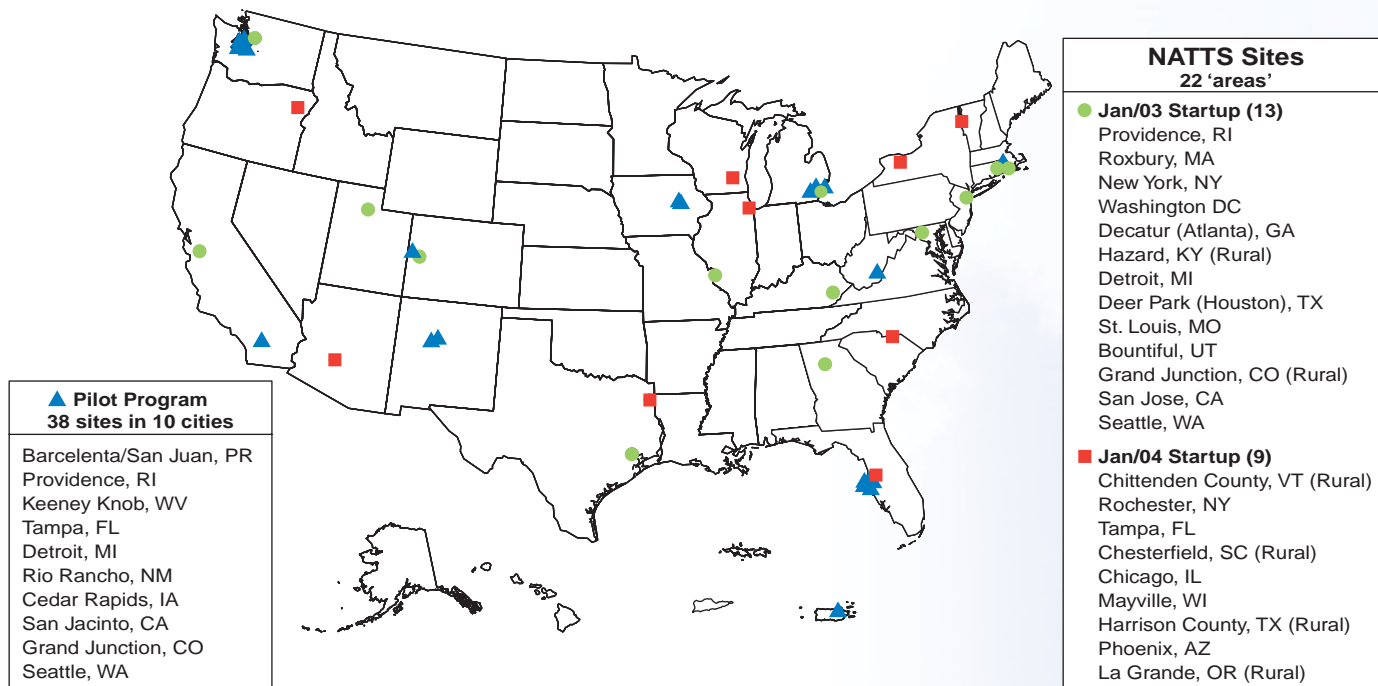 NATTS Sites
22 'areas'
Jan/03 Startup (13)
Providence, RI
Roxbury, MA
New York, NY
Washington DC
Decatur (Atlanta), GA
Hazard, KY (Rural)
Detroit, MI
Deer Park (Houston), TX
St. Louis, MO
Bountiful, UT
Grand Junction, CO (Rural)
San Jose, CA
Seattle, WA
Jan/04 Startup (9)
Chittenden County, VT (Rural)
Rochester, NY
Tampa, FL
Chesterfield, SC (Rural)
Chicago, IL
Mayville, WI
Harrison County, TX (Rural)
Phoenix, AZ
La Grande, OR (Rural)
Pilot Program
38 sites in 10 cities
Barcelenta/San Juan, PR
Providence, RI
Keeney Knob, WV
Tampa, FL
Detroit, MI
Rio Rancho, NM
Cedar Rapids, IA
San Jacinto, CA
Grand Junction, CO
Seattle, WA